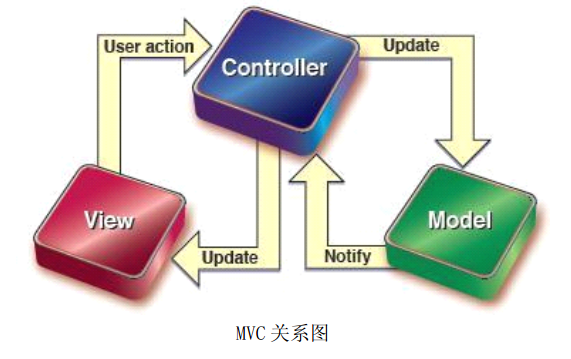 User action
Controller
Update
View
Model
Update
Notify
MVC 关系图